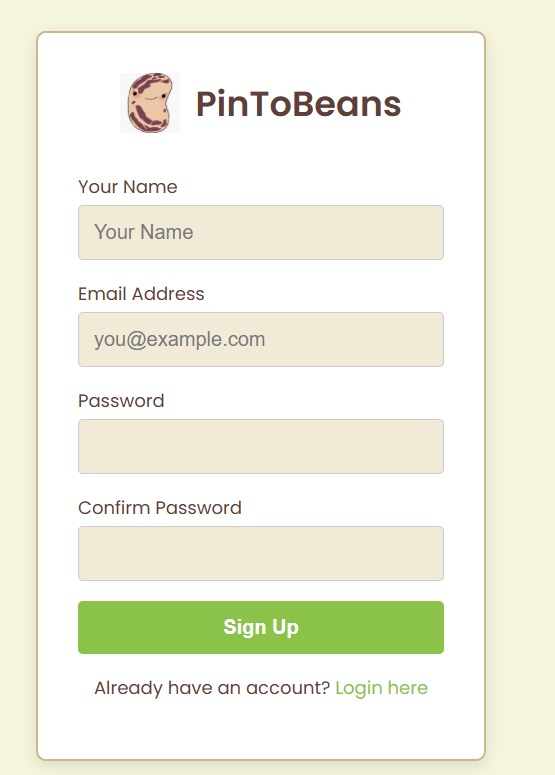 PinToBeans
Your Name
Your Name
Email Address
you@example.com
Password
Confirm Password
Sign Up
Already have an account? Login here